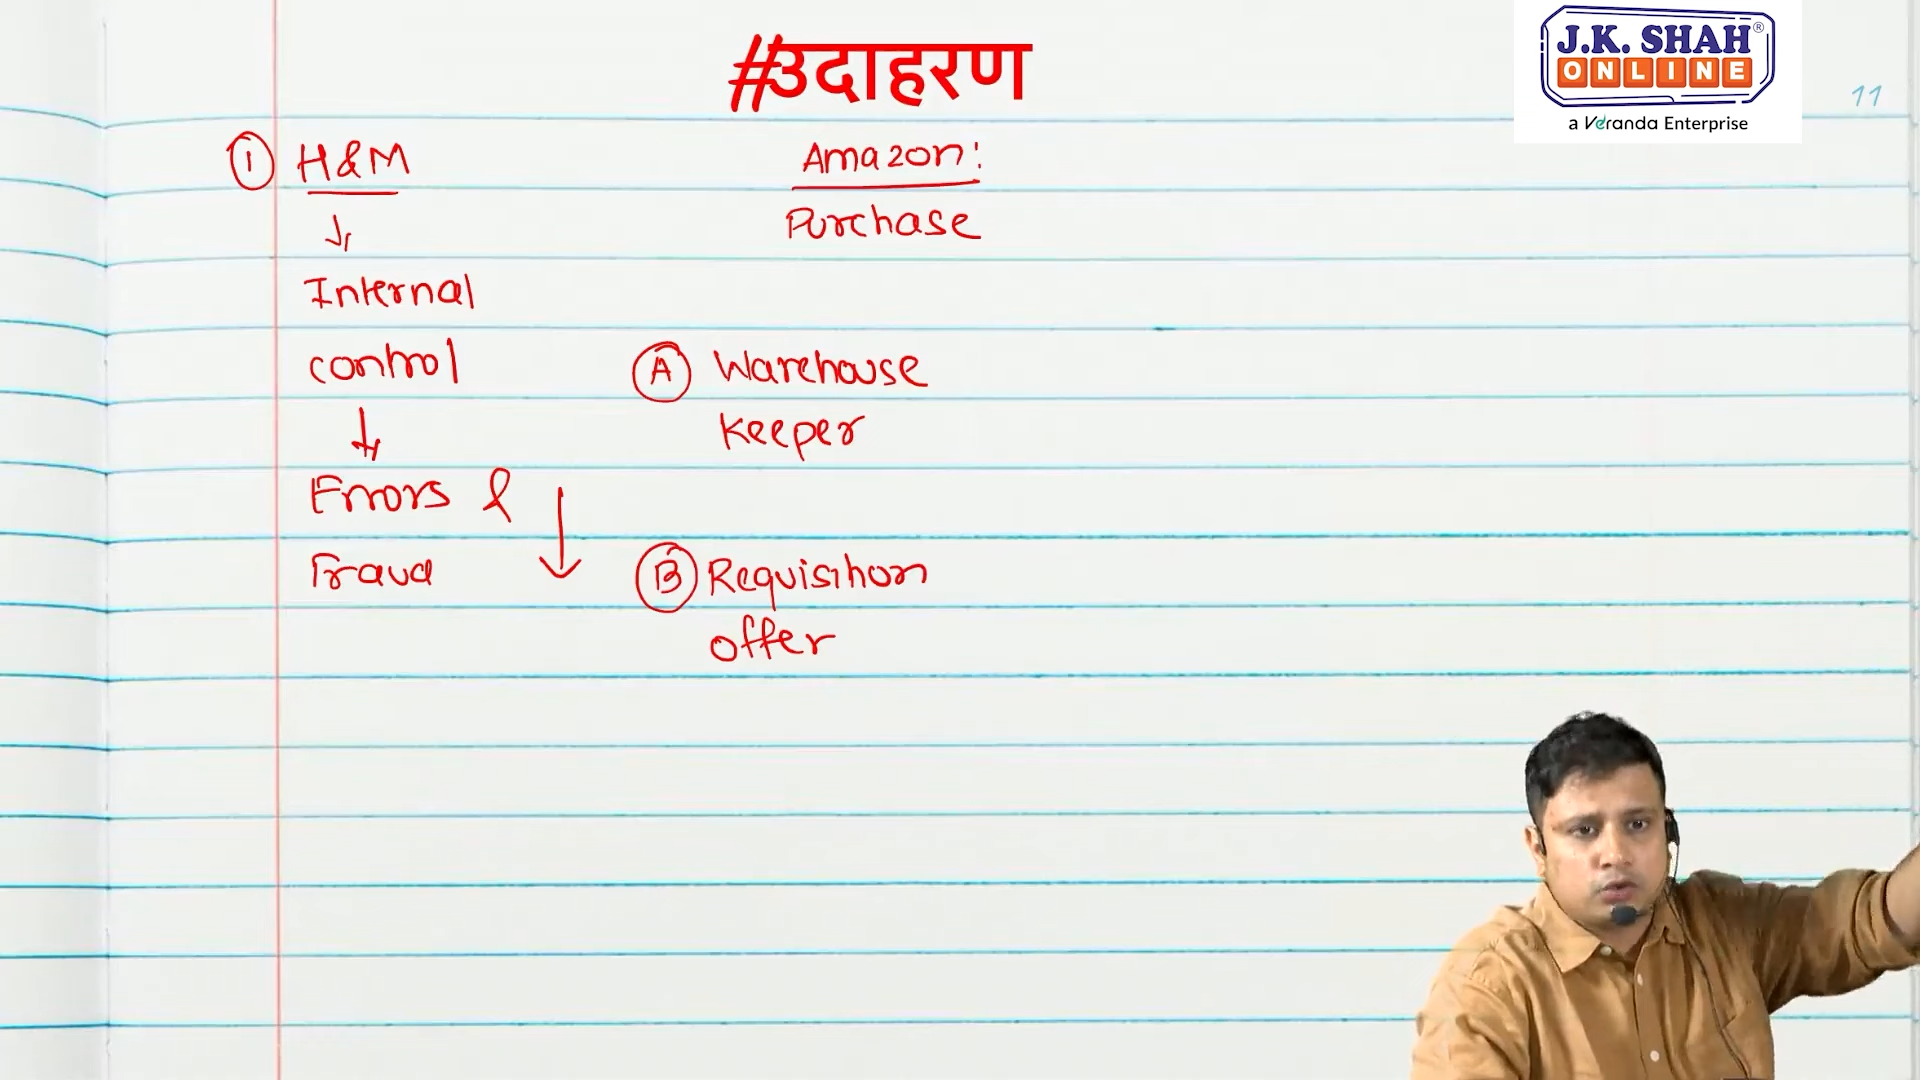 #उदाहरण
J.K. SHAH®
ONLINE
a Veranda Enterprise
11
1 H&M
Internal
control
Errors &
Fraud
Amazon:
Purchase
A Warehouse
Keeper
B Requisition
offer